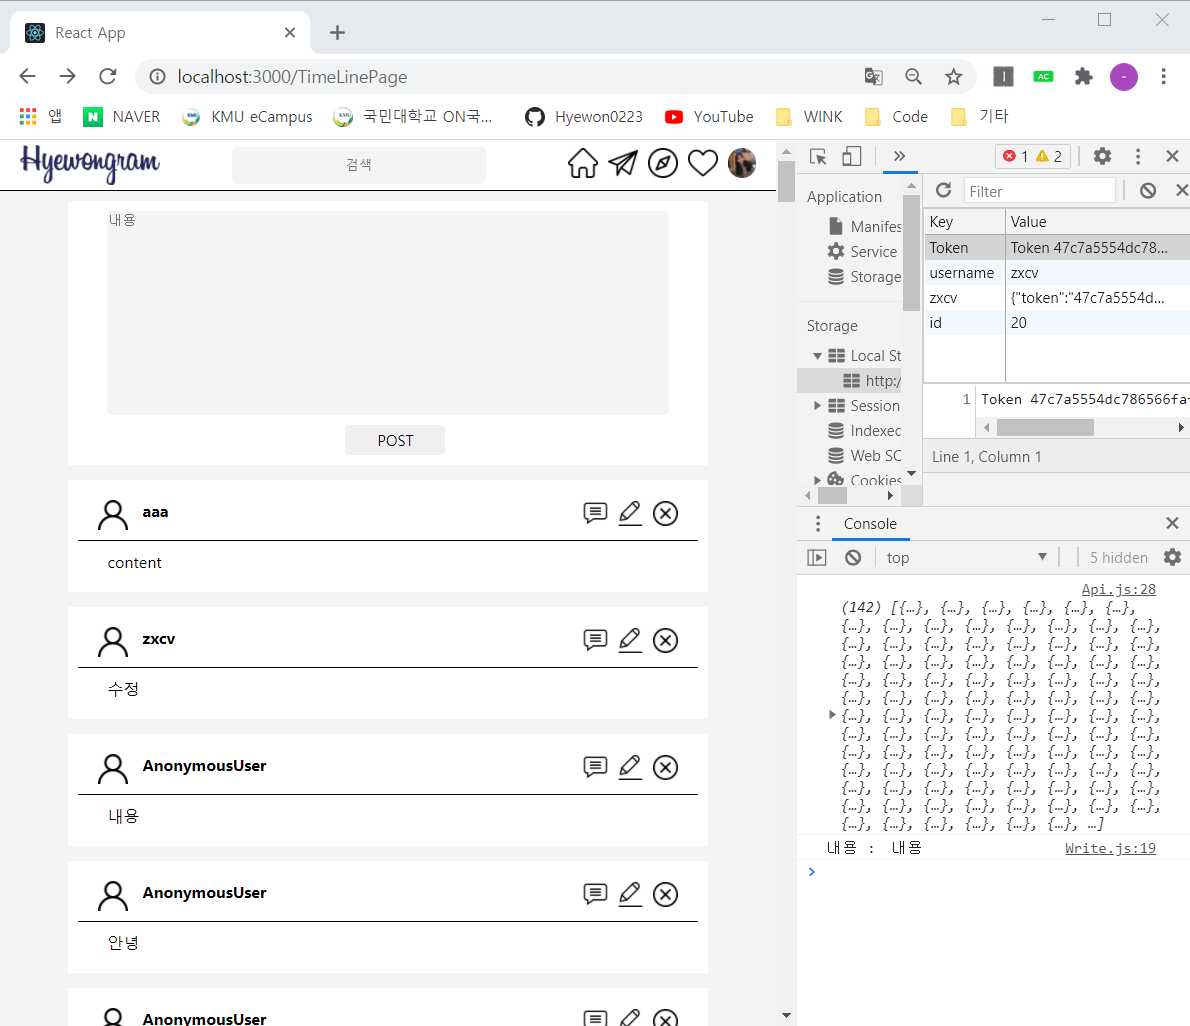 React App
localhost:3000/TimeLinePage
앱 NAVER KMU eCampus 국민대학교 ON국... Hyewon0223 YouTube WINK Code 기타
Hyewongram 검색
내용
POST
aaa
content
zxcv
수정
AnonymousUser
내용
AnonymousUser
안녕
AnonymousUser
1 2
Application
Manifes
Service
Storage
Storage
Local St
http:/
Session
Indexed
Web SQ
Cookies
Filter
Key Value
Token Token 47c7a5554dc78...
username zxcv
zxcv {"token":"47c7a5554d...
id 20
1 Token 47c7a5554dc786566fa
Line 1, Column 1
Console
top 5 hidden
Api.js:28
(142) [{…}, {…}, {…}, {…}, {…}, {…},
{…}, {…}, {…}, {…}, {…}, {…}, {…}, {…},
{…}, {…}, {…}, {…}, {…}, {…}, {…}, {…},
{…}, {…}, {…}, {…}, {…}, {…}, {…}, {…},
{…}, {…}, {…}, {…}, {…}, {…}, {…}, {…},
{…}, {…}, {…}, {…}, {…}, {…}, {…}, {…},
{…}, {…}, {…}, {…}, {…}, {…}, {…}, {…},
{…}, {…}, {…}, {…}, {…}, {…}, {…}, {…},
{…}, {…}, {…}, {…}, {…}, {…}, {…}, {…},
{…}, {…}, {…}, {…}, {…}, {…}, {…}, {…},
{…}, {…}, {…}, {…}, {…}, {…}, {…}, {…},
{…}, {…}, {…}, {…}, {…}, {…}, {…}, {…},
{…}, {…}, {…}, {…}, {…}, {…}, …]
내용 : 내용 Write.js:19